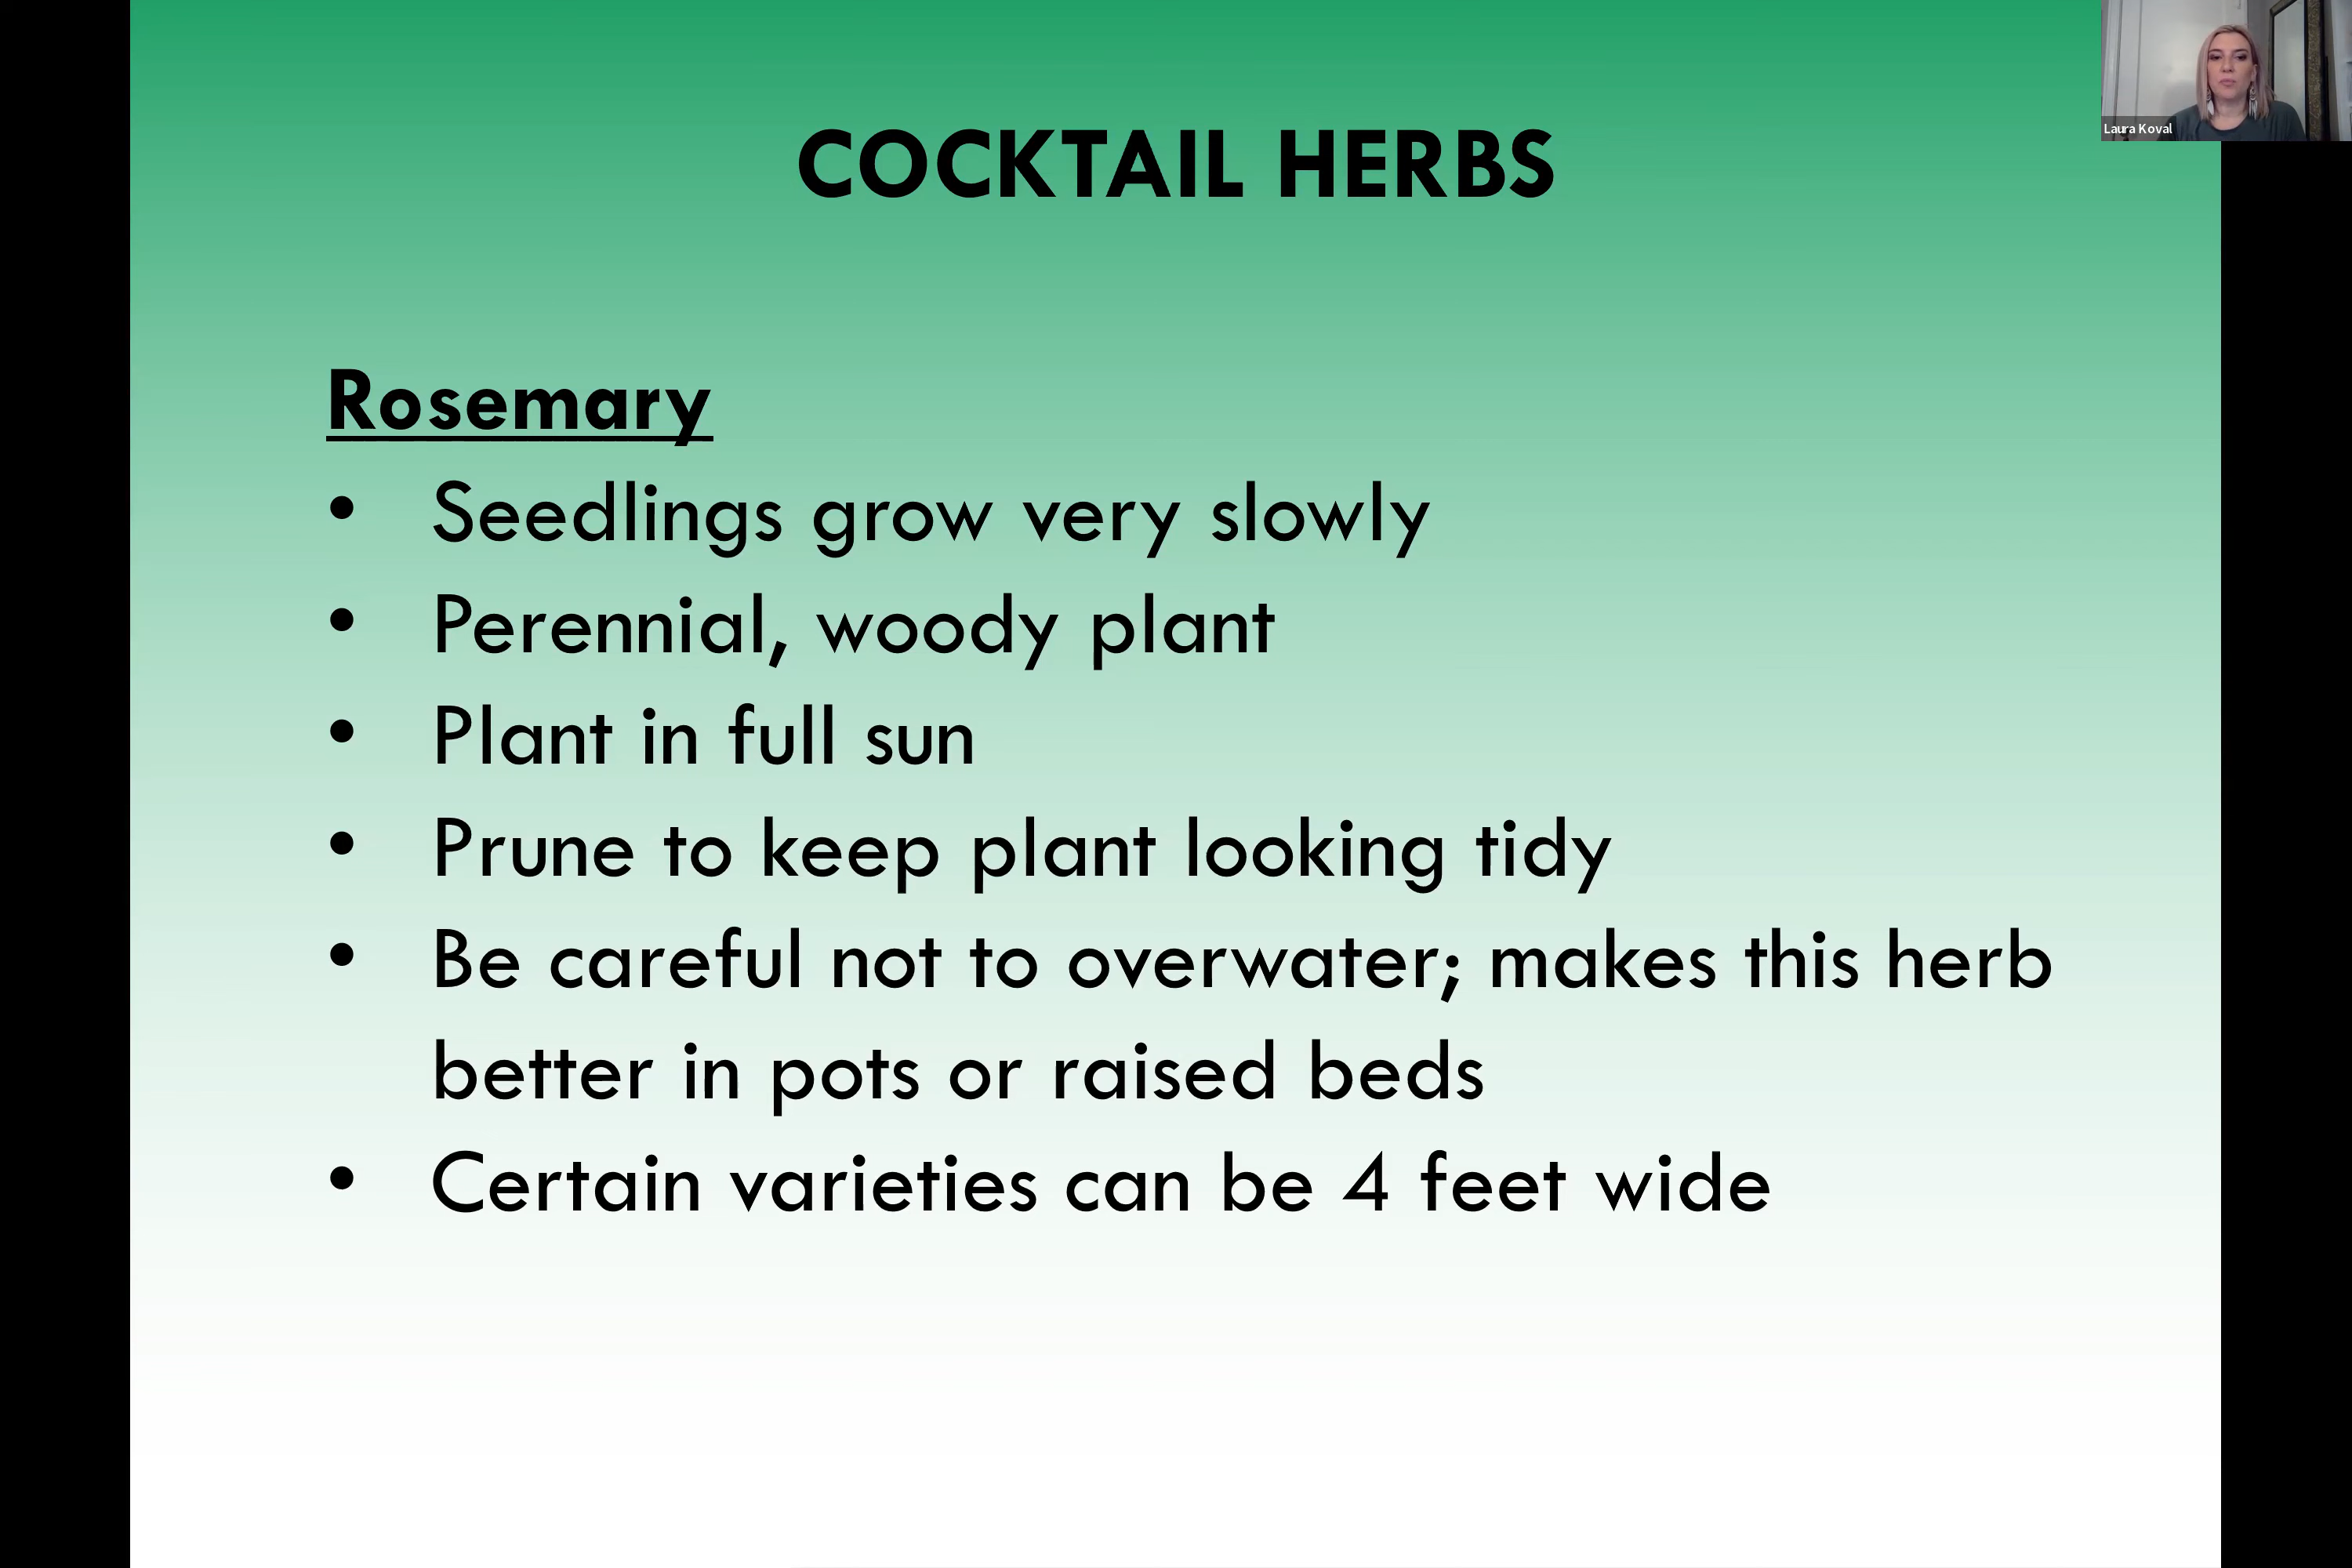 COCKTAIL HERBS
Laura Koval
Rosemary
• Seedlings grow very slowly
• Perennial, woody plant
• Plant in full sun
• Prune to keep plant looking tidy
• Be careful not to overwater; makes this herb
better in pots or raised beds
• Certain varieties can be 4 feet wide